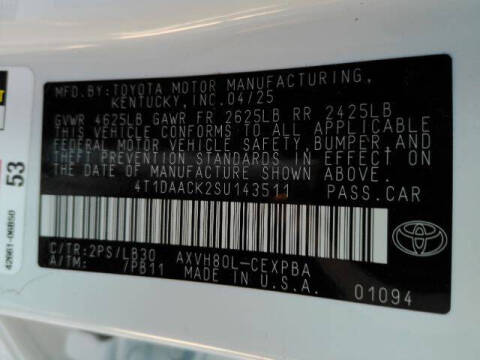 MFD.BY:TOYOTA MOTOR MANUFACTURING,
KENTUCKY,INC.04/25
GVWR 4625LB GAWR FR 2625LB RR 2425LB
THIS VEHICLE CONFORMS TO ALL APPLICABLE
FEDERAL MOTOR VEHICLE SAFETY,BUMPER,AND
THEFT PREVENTION STANDARDS IN EFFECT ON
THE DATE OF MANUFACTURE SHOWN ABOVE.
4T1DAACK2SU143511 PASS.CAR
C/TR:2PS/LB30 AXVH80L-CEXPBA
A/TM: /PB11 MADE IN U.S.A.
01094
53
42661-06B50